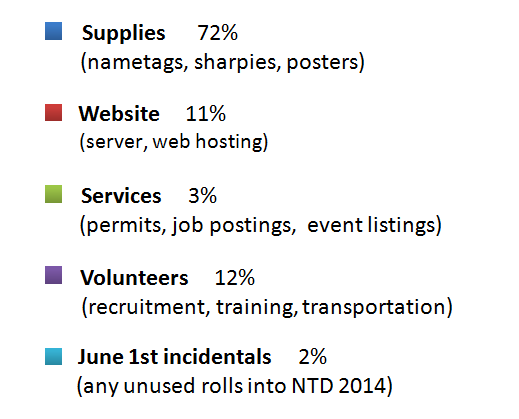 Supplies 72%
(nametags, sharpies, posters)
Website 11%
(server, web hosting)
Services 3%
(permits, job postings, event listings)
Volunteers 12%
(recruitment, training, transportation)
June 1st incidentals 2%
(any unused rolls into NTD 2014)